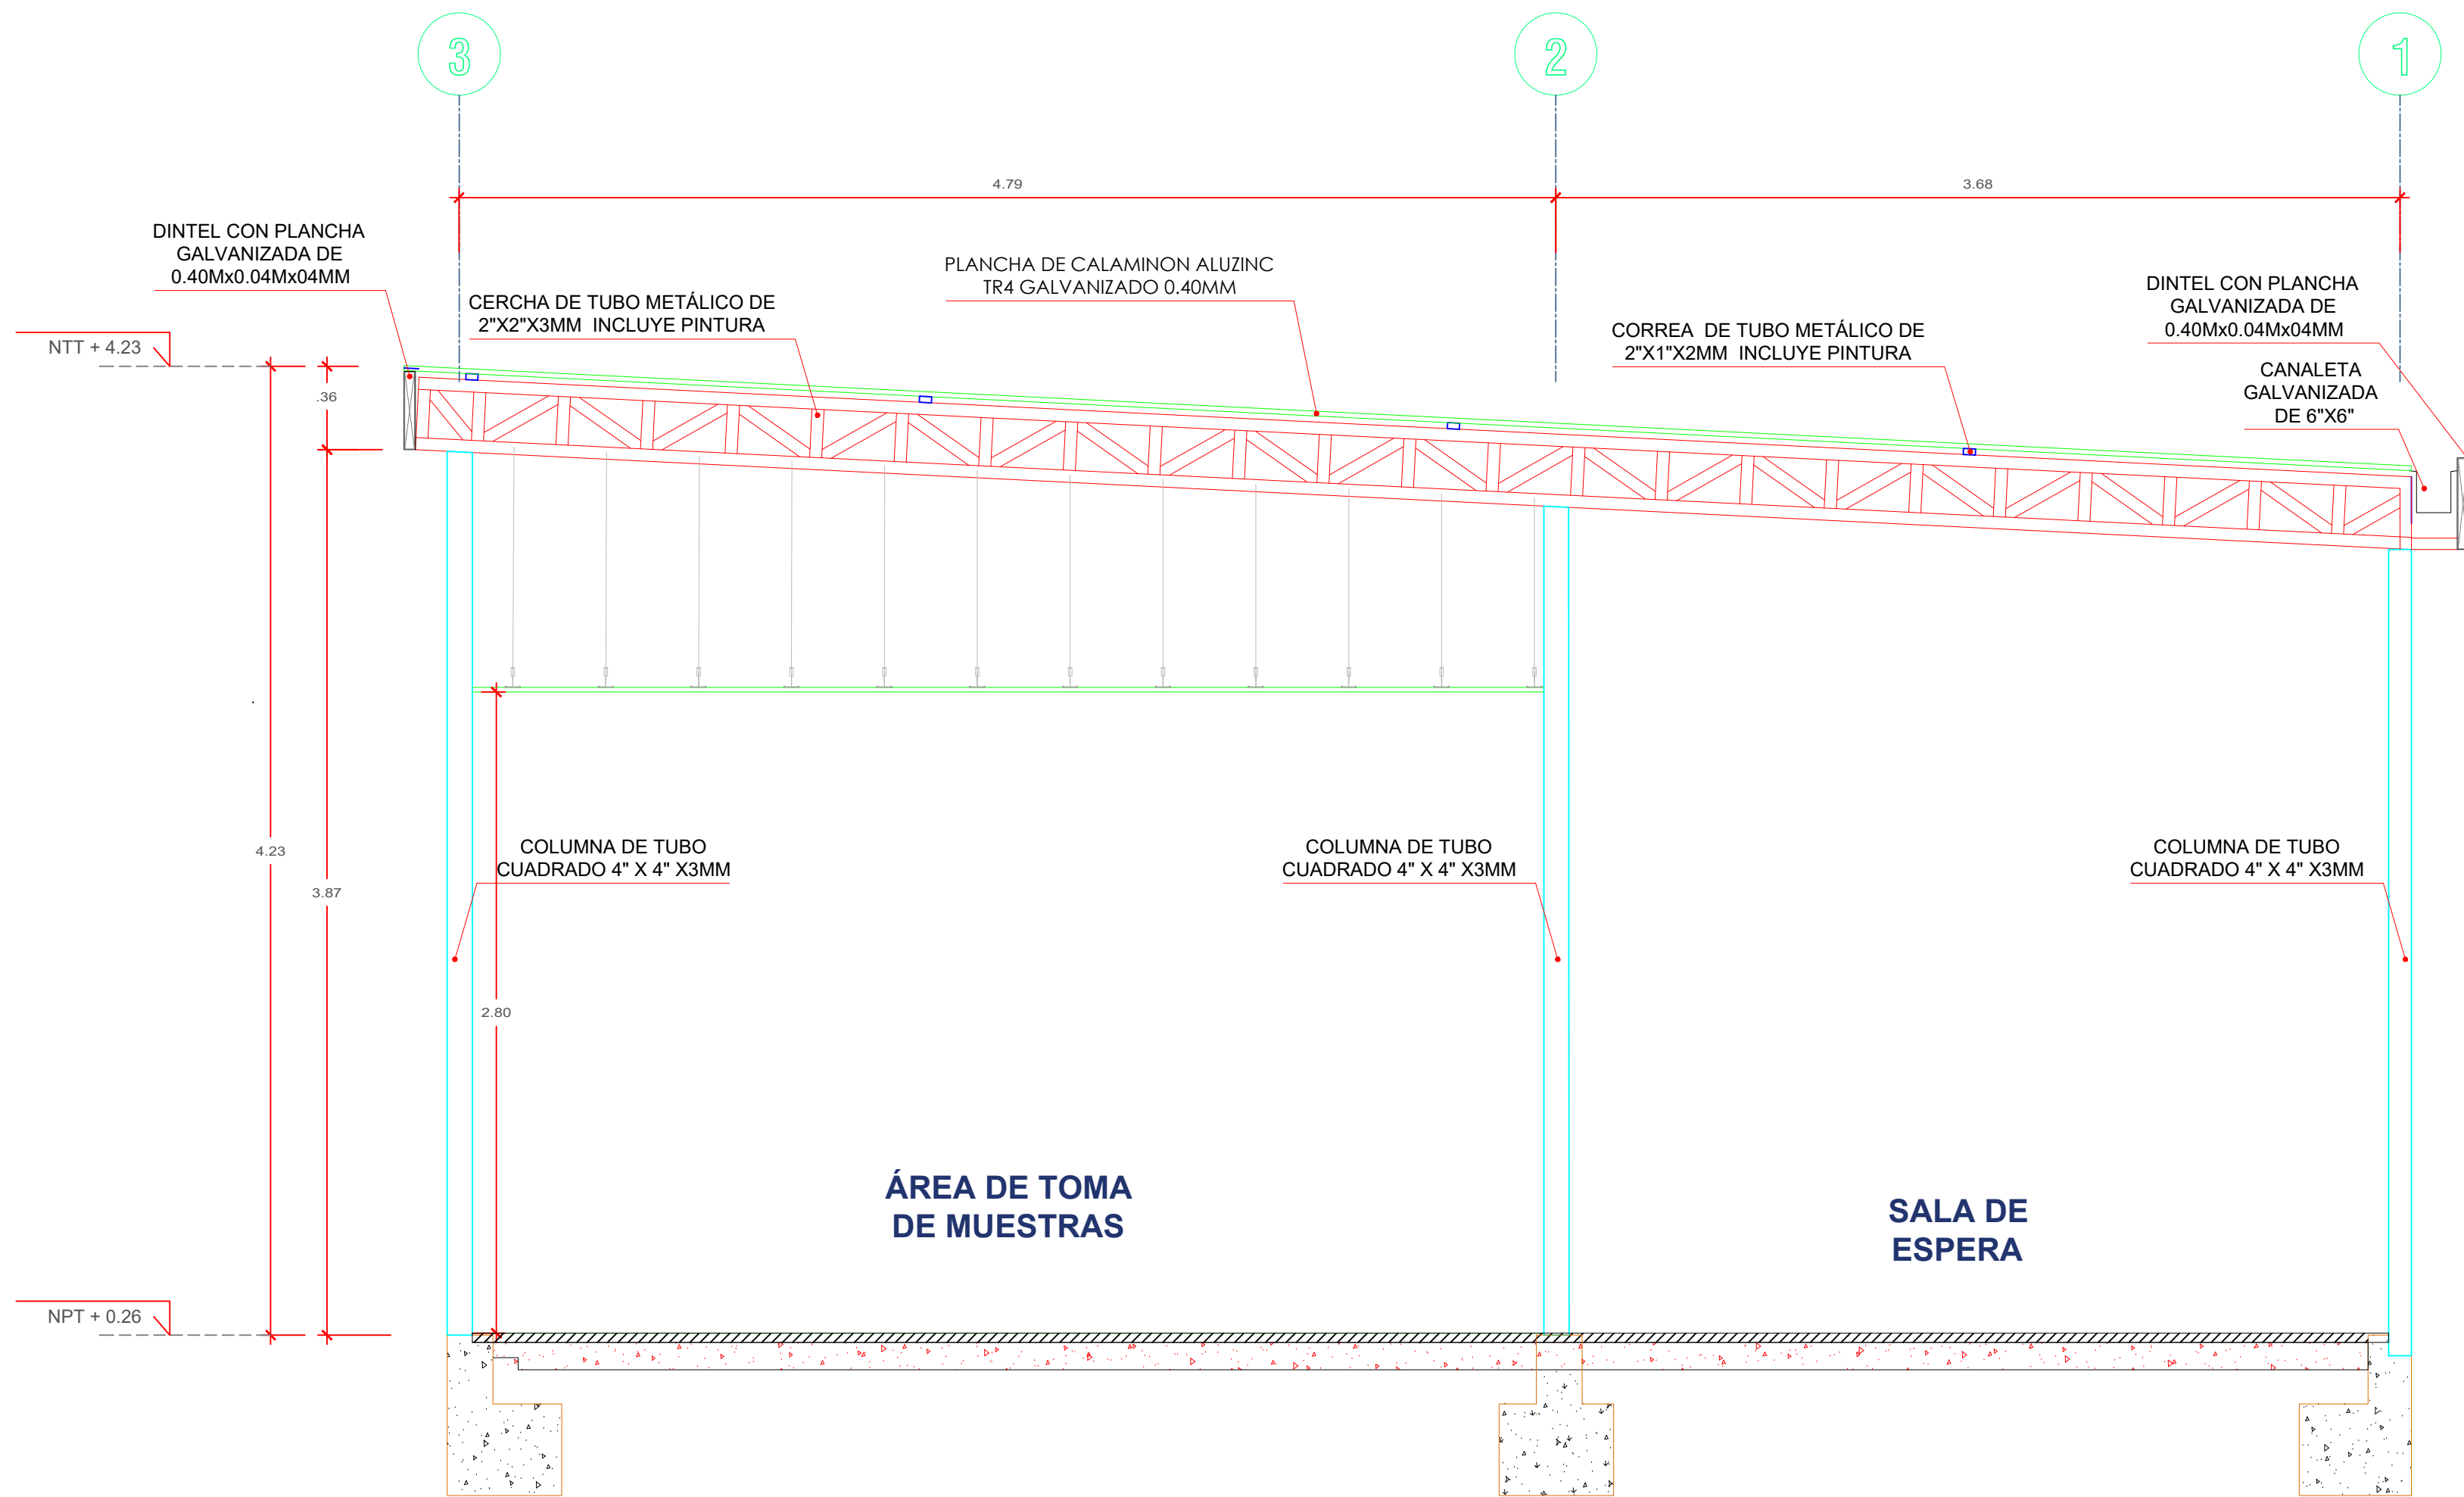 3
2
1
4.79
3.68
DINTEL CON PLANCHA
GALVANIZADA DE
0.40Mx0.04Mx04MM
CERCHA DE TUBO METÁLICO DE
2"X2"X3MM INCLUYE PINTURA
PLANCHA DE CALAMINON ALUZINC
TR4 GALVANIZADO 0.40MM
CORREA DE TUBO METÁLICO DE
2"X1"X2MM INCLUYE PINTURA
DINTEL CON PLANCHA
GALVANIZADA DE
0.40Mx0.04Mx04MM
CANALETA
GALVANIZADA
DE 6"X6"
NTT + 4.23
.36
4.23
3.87
COLUMNA DE TUBO
CUADRADO 4" X 4" X3MM
COLUMNA DE TUBO
CUADRADO 4" X 4" X3MM
COLUMNA DE TUBO
CUADRADO 4" X 4" X3MM
2.80
ÁREA DE TOMA
DE MUESTRAS
SALA DE
ESPERA
NPT + 0.26